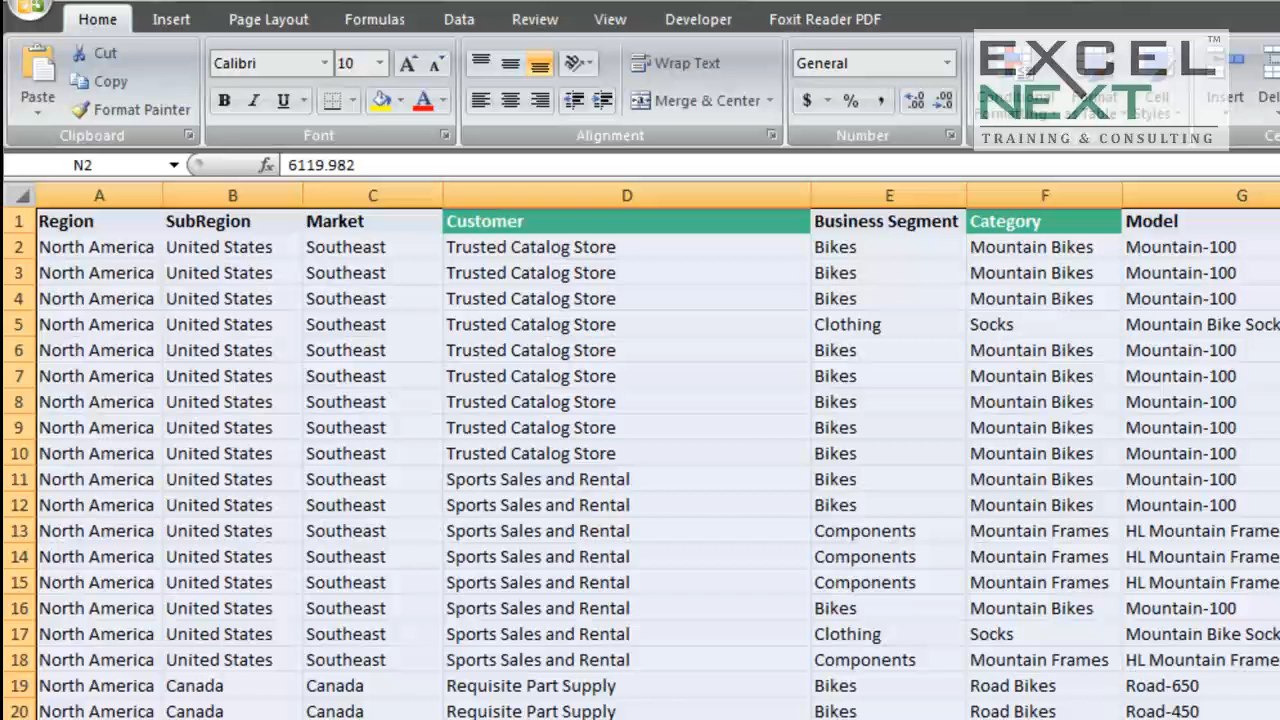 Home Insert Page Layout Formulas Data Review View Developer Foxit Reader PDF
EXCEL NEXT ™
TRAINING & CONSULTING
Paste Cut
Copy
Format Painter
Calibri 10
B I U A A A
Wrap Text
Merge & Center
General
$ % ,
Conditional Formatting Format as Table Cell Styles Insert
Clipboard Font Alignment Number
N2 fx 6119.982
A B C D E F G
1 Region SubRegion Market Customer Business Segment Category Model
2 North America United States Southeast Trusted Catalog Store Bikes Mountain Bikes Mountain-100
3 North America United States Southeast Trusted Catalog Store Bikes Mountain Bikes Mountain-100
4 North America United States Southeast Trusted Catalog Store Bikes Mountain Bikes Mountain-100
5 North America United States Southeast Trusted Catalog Store Clothing Socks Mountain Bike Sock
6 North America United States Southeast Trusted Catalog Store Bikes Mountain Bikes Mountain-100
7 North America United States Southeast Trusted Catalog Store Bikes Mountain Bikes Mountain-100
8 North America United States Southeast Trusted Catalog Store Bikes Mountain Bikes Mountain-100
9 North America United States Southeast Trusted Catalog Store Bikes Mountain Bikes Mountain-100
10 North America United States Southeast Trusted Catalog Store Bikes Mountain Bikes Mountain-100
11 North America United States Southeast Sports Sales and Rental Bikes Mountain Bikes Mountain-100
12 North America United States Southeast Sports Sales and Rental Bikes Mountain Bikes Mountain-100
13 North America United States Southeast Sports Sales and Rental Components Mountain Frames HL Mountain Frame
14 North America United States Southeast Sports Sales and Rental Components Mountain Frames HL Mountain Frame
15 North America United States Southeast Sports Sales and Rental Components Mountain Frames HL Mountain Frame
16 North America United States Southeast Sports Sales and Rental Bikes Mountain Bikes Mountain-100
17 North America United States Southeast Sports Sales and Rental Clothing Socks Mountain Bike Sock
18 North America United States Southeast Sports Sales and Rental Components Mountain Frames HL Mountain Frame
19 North America Canada Canada Requisite Part Supply Bikes Road Bikes Road-650
20 North America Canada Canada Requisite Part Supply Bikes Road Bikes Road-450